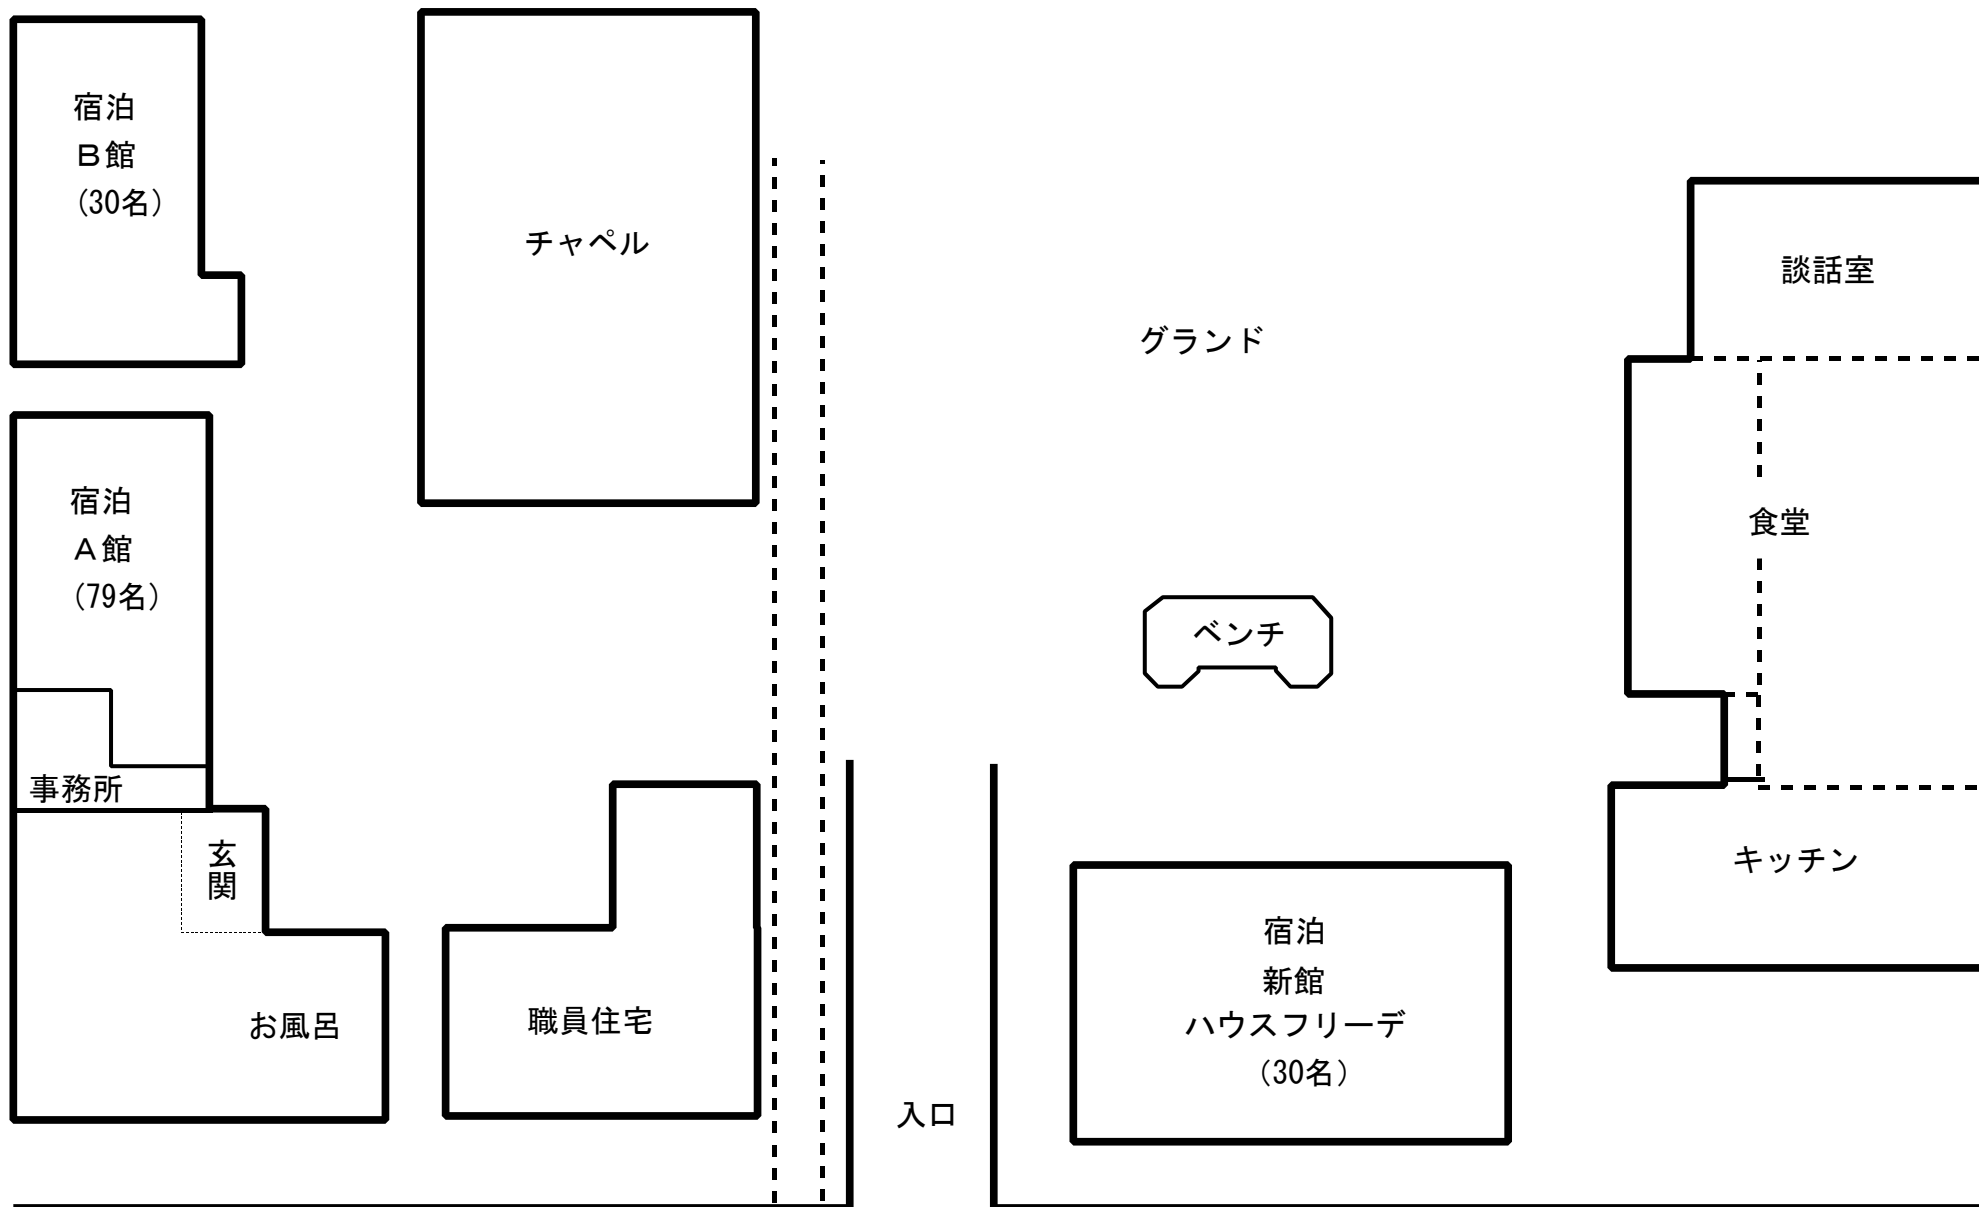 宿泊
Ｂ館
(30名)
チャペル
談話室
グランド
宿泊
Ａ館
(79名)
食堂
ベンチ
事務所
玄関
キッチン
宿泊
新館
ハウスフリーデ
(30名)
お風呂
職員住宅
入口